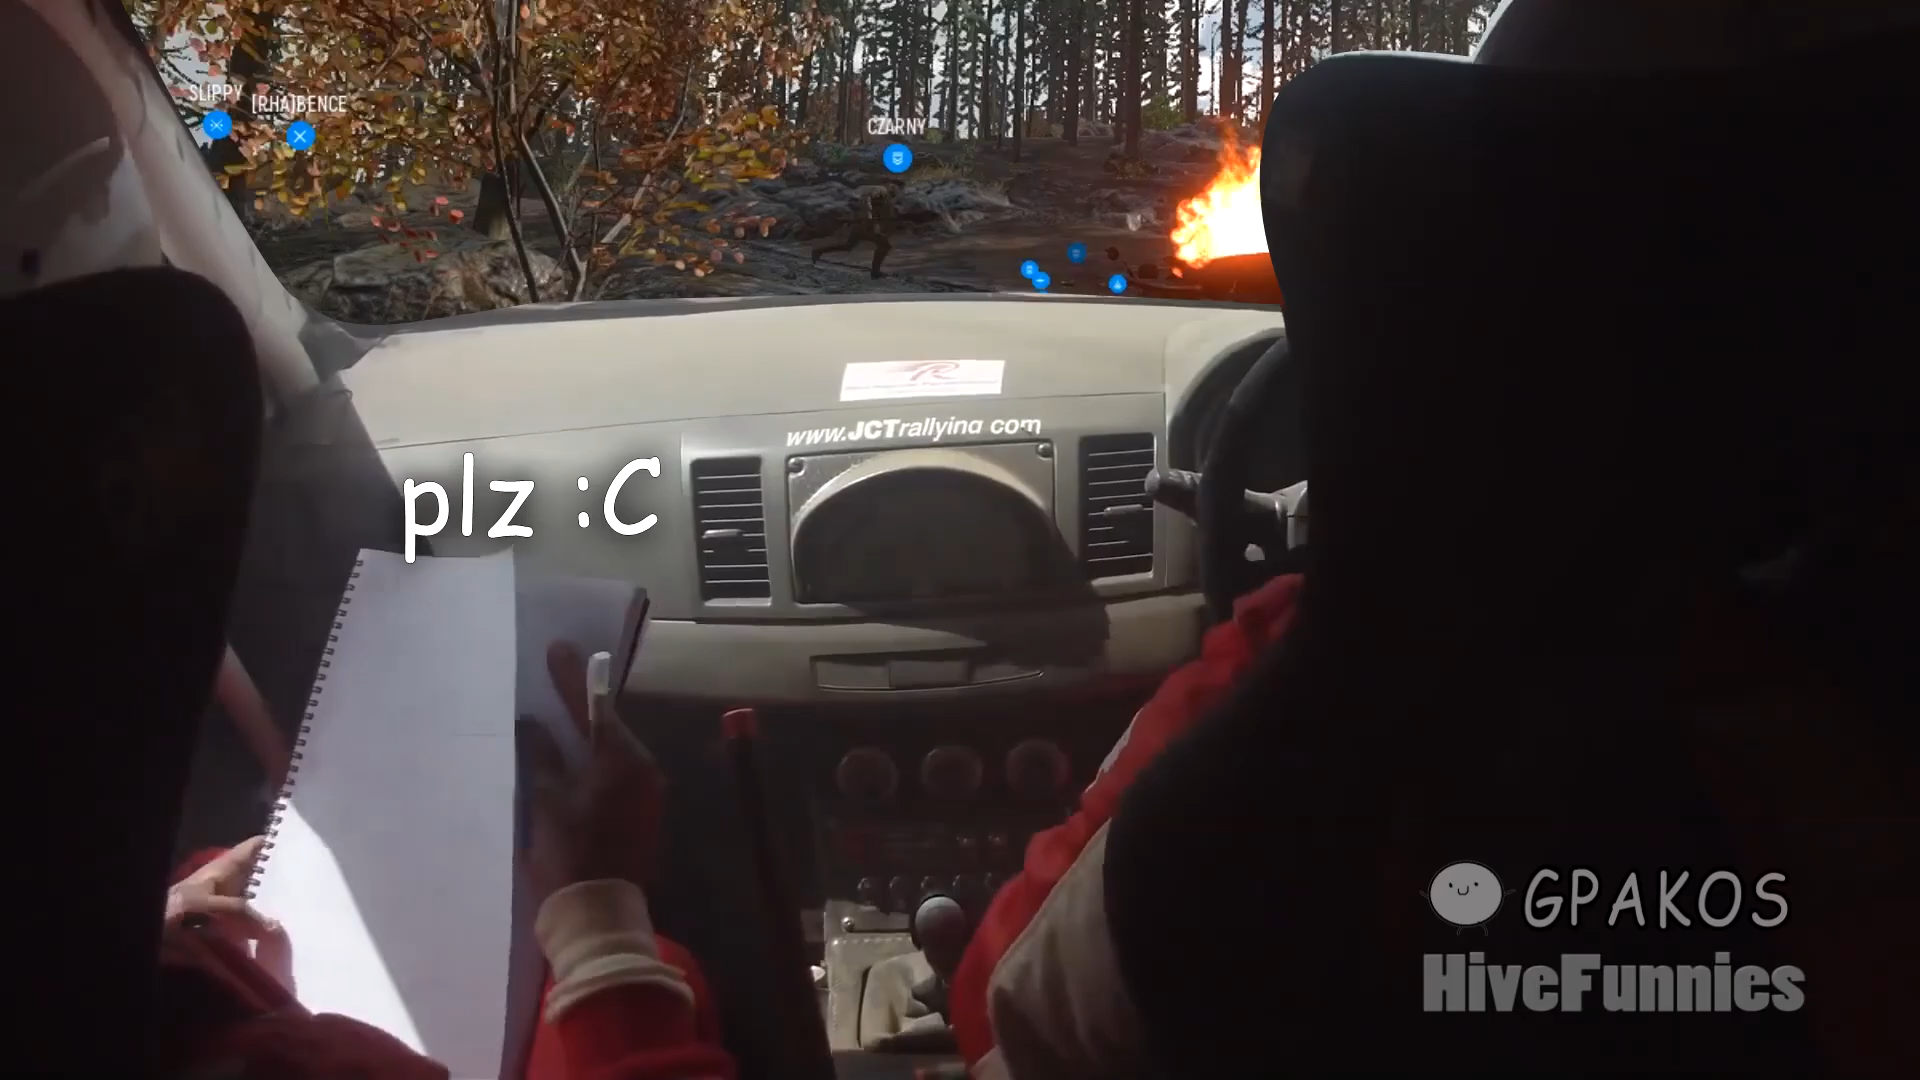 SLIPPY
[RHA]BENCE
CZARNY
R
www.JCTrallying.com
plz :C
GPAKOS
HiveFunnies